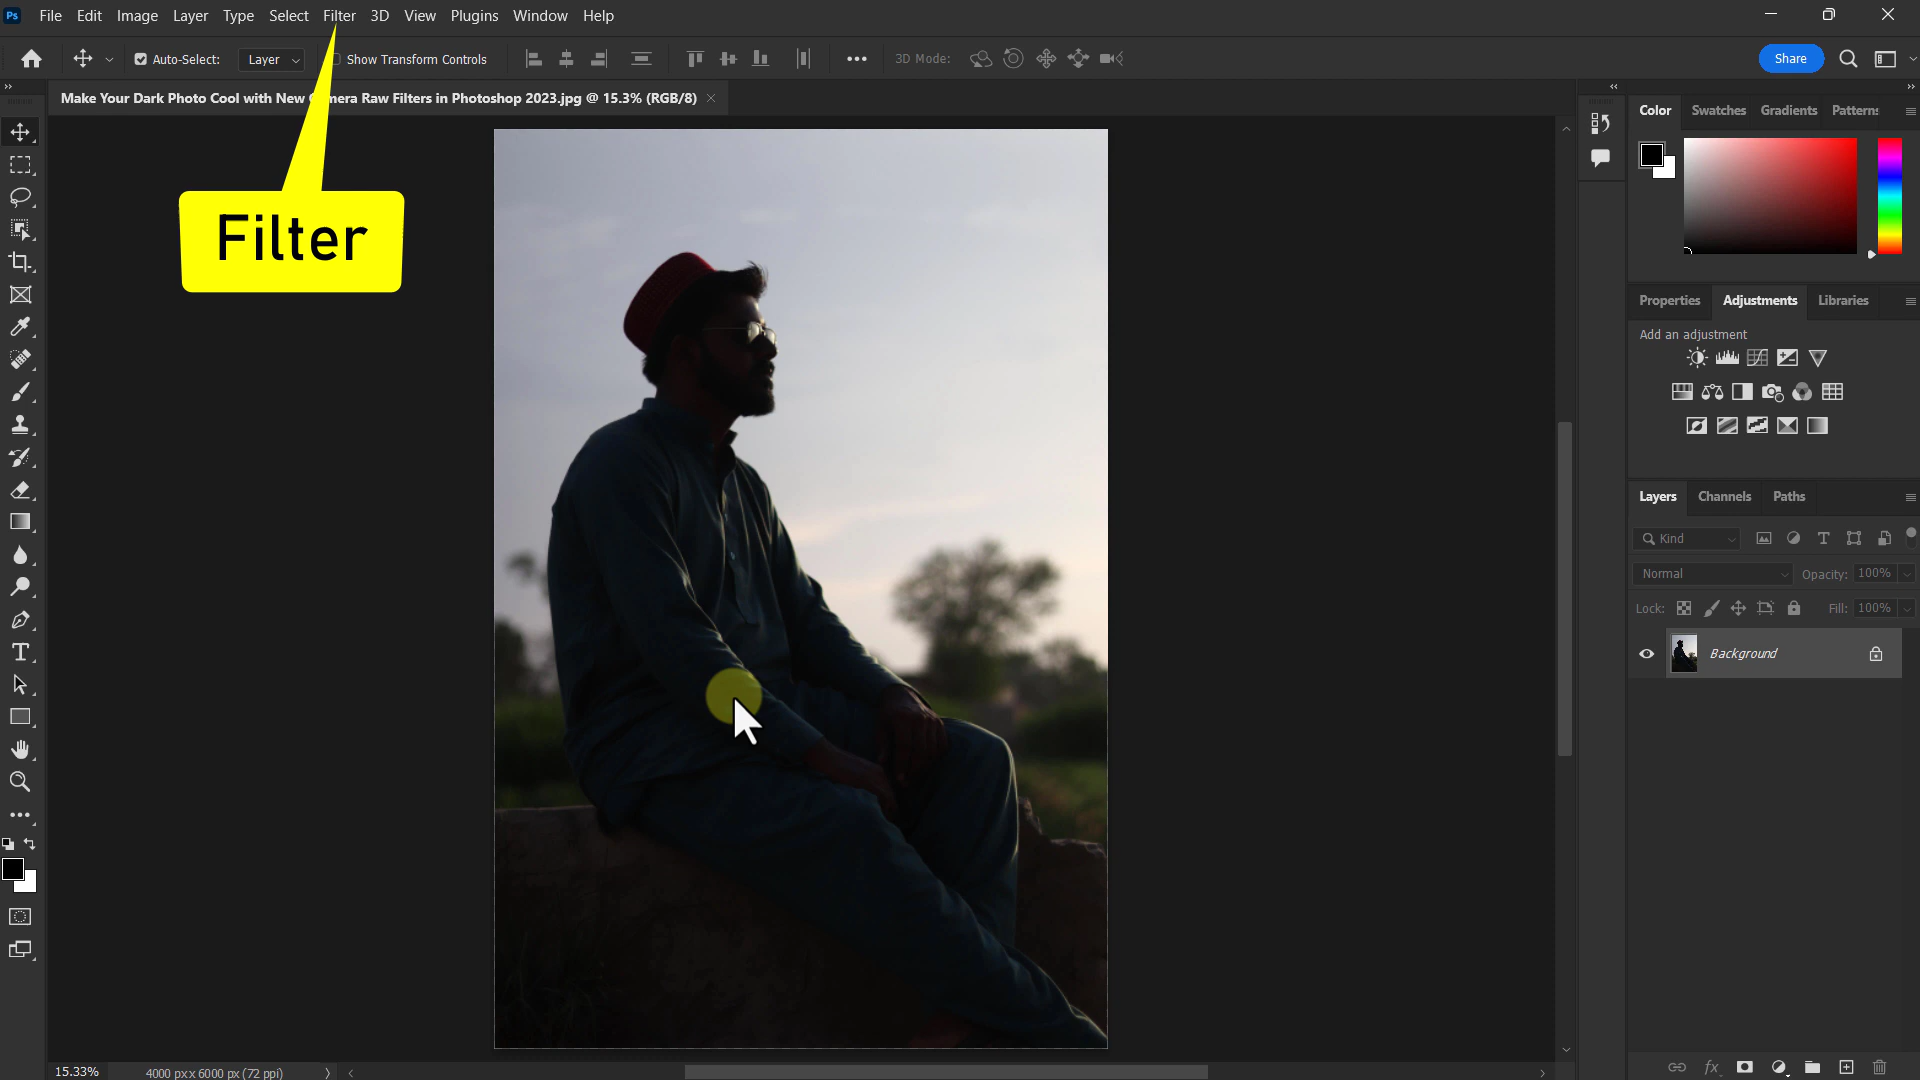 Ps File Edit Image Layer Type Select Filter 3D View Plugins Window Help
Auto-Select: Layer Show Transform Controls 3D Mode: Share
Make Your Dark Photo Cool with New C mera Raw Filters in Photoshop 2023.jpg @ 15.3% (RGB/8)
Filter
Color Swatches Gradients Patterns
Properties Adjustments Libraries
Add an adjustment
Layers Channels Paths
Kind
Normal Opacity: 100%
Lock: Fill: 100%
Background
fx
15.33% 4000 px x 6000 px (72 ppi)